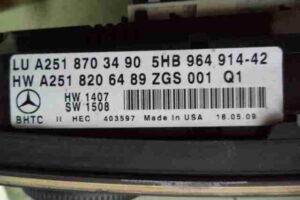 LU A251 870 34 90 5HB 964 914-42
HW A251 820 64 89 ZGS 001 Q1
HW 1407
SW 1508
BHTC II HEC 403597 Made in USA 18.05.09